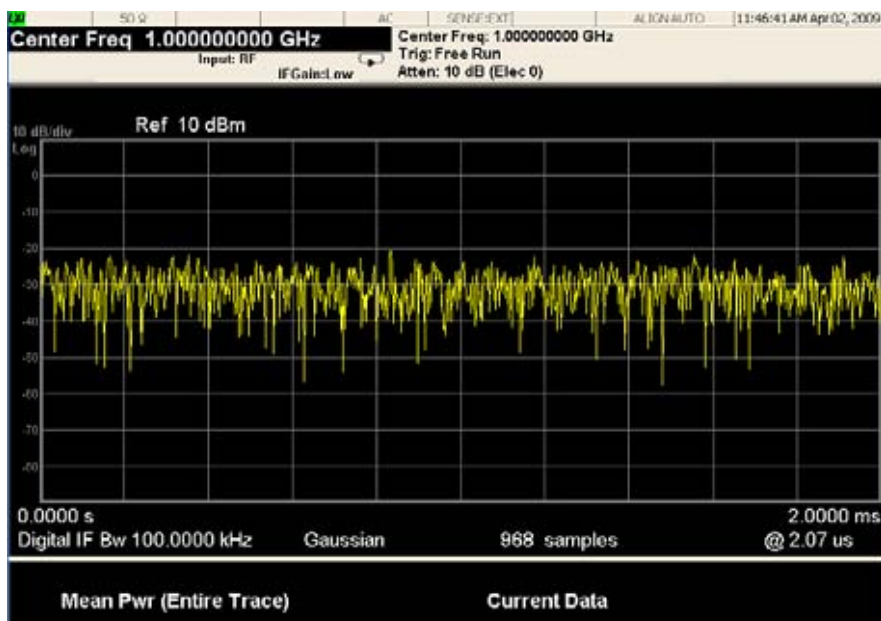 LXI 50 Ω AC SENSE:EXT ALIGN AUTO 11:46:41 AM Apr 02, 2009
Center Freq 1.000000000 GHz
Input: RF
IFGain:Low
Center Freq: 1.000000000 GHz
Trig: Free Run
Atten: 10 dB (Elec 0)
10 dB/div Ref 10 dBm
Log
0
-10
-20
-30
-40
-50
-60
-70
-80
0.0000 s 2.0000 ms
Digital IF Bw 100.0000 kHz Gaussian 968 samples @ 2.07 us
Mean Pwr (Entire Trace) Current Data